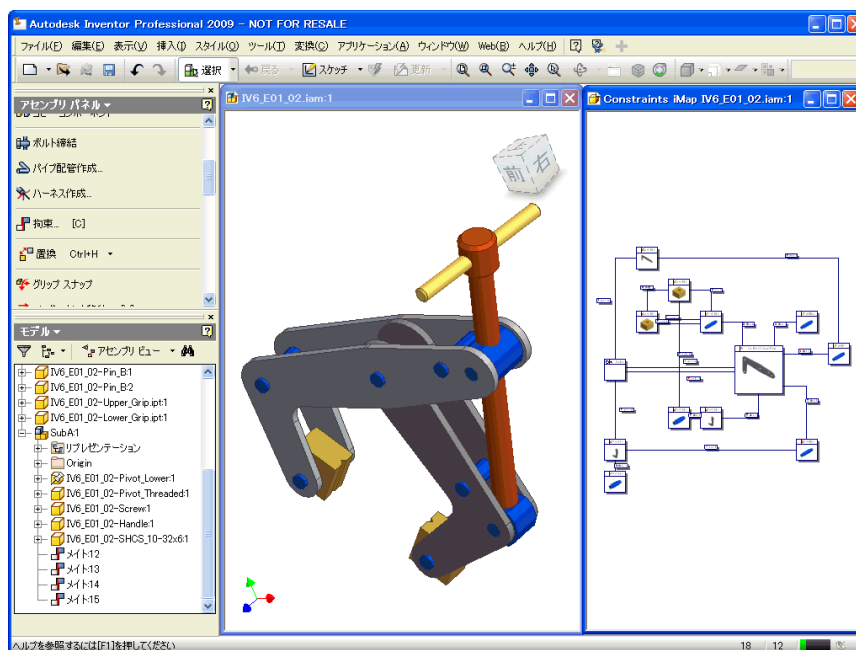 Autodesk Inventor Professional 2009 - NOT FOR RESALE
ファイル(F) 編集(E) 表示(V) 挿入(I) スタイル(O) ツール(T) 変換(C) アプリケーション(A) ウィンドウ(W) Web(B) ヘルプ(H)
選択 戻る スケッチ 更新
アセンブリ パネル
ボルト締結
パイプ配管作成...
ハーネス作成...
拘束... [C]
置換 Ctrl+H
グリップ スナップ
モデル
アセンブリ ビュー
IV6_E01_02-Pin_B:1
IV6_E01_02-Pin_B:2
IV6_E01_02-Upper_Grip.ipt:1
IV6_E01_02-Lower_Grip.ipt:1
SubA:1
リプレゼンテーション
Origin
IV6_E01_02-Pivot_Lower:1
IV6_E01_02-Pivot_Threaded:1
IV6_E01_02-Screw:1
IV6_E01_02-Handle:1
IV6_E01_02-SHCS_10-32x6:1
メイト:12
メイト:13
メイト:14
メイト:15
IV6_E01_02.iam:1
前 右
Constraints iMap IV6_E01_02.iam:1
ヘルプを参照するには[F1]を押してください
18 12